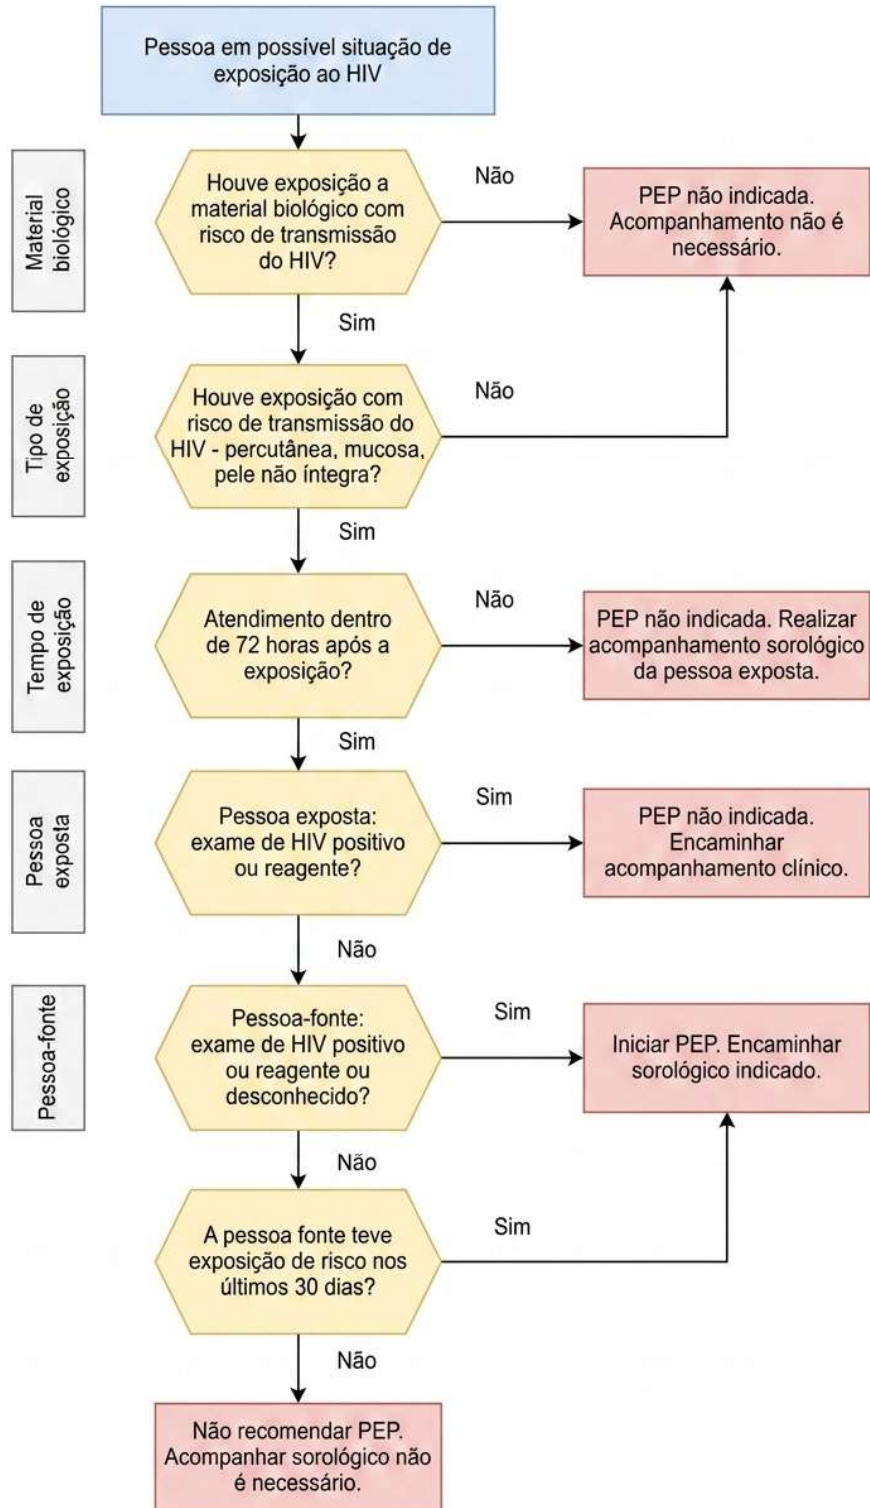 Pessoa em possível situação de
exposição ao HIV
Material
biológico
Houve exposição a
material biológico com
risco de transmissão
do HIV?
Não
PEP não indicada.
Acompanhamento não é
necessário.
Sim
Tipo de
exposição
Houve exposição com
risco de transmissão do
HIV - percutânea, mucosa,
pele não íntegra?
Não
Sim
Tempo de
exposição
Atendimento dentro
de 72 horas após a
exposição?
Não
PEP não indicada. Realizar
acompanhamento sorológico
da pessoa exposta.
Sim
Pessoa
exposta
Pessoa exposta:
exame de HIV positivo
ou reagente?
Sim
PEP não indicada.
Encaminhar
acompanhamento clínico.
Não
Pessoa-fonte
Pessoa-fonte:
exame de HIV positivo
ou reagente ou
desconhecido?
Sim
Iniciar PEP. Encaminhar
sorológico indicado.
Não
A pessoa fonte teve
exposição de risco nos
últimos 30 dias?
Sim
Não
Não recomendar PEP.
Acompanhar sorológico não
é necessário.